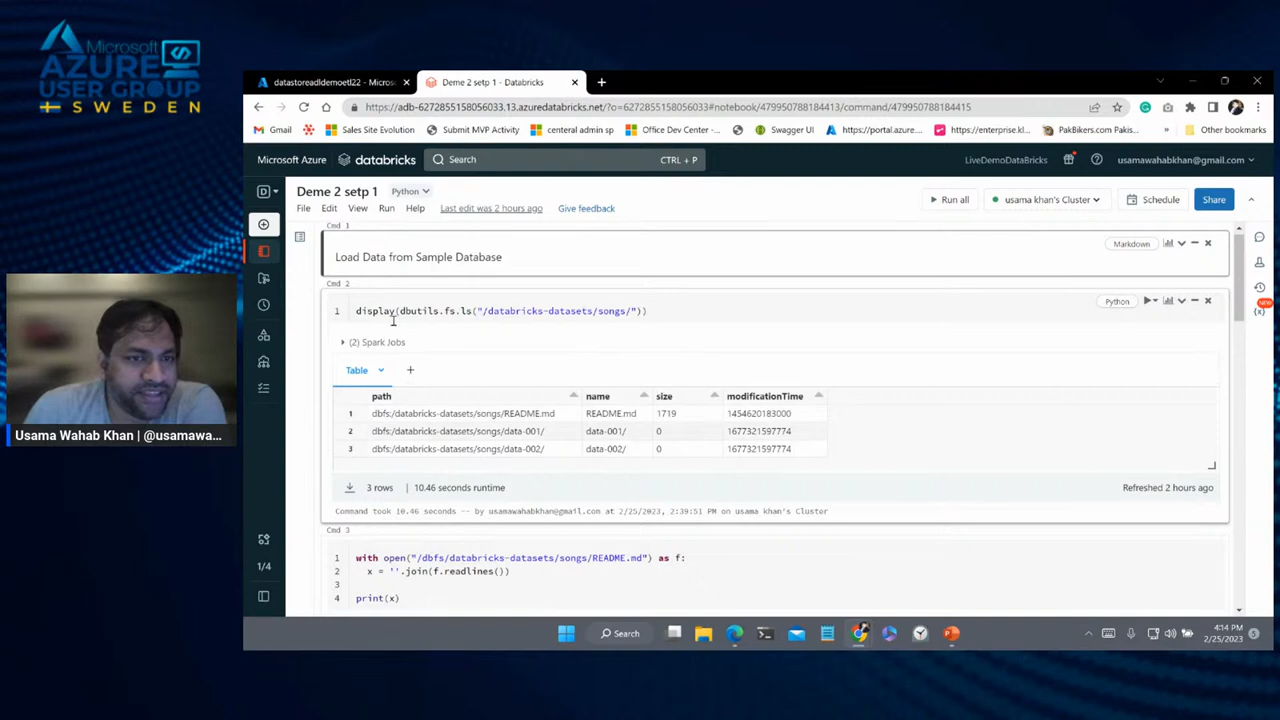 Microsoft
AZURE
USER GROUP
SWEDEN
datastoreadldemoetl22 - Micros
Deme 2 setp 1 - Databricks
https://adb-6272855158056033.13.azuredatabricks.net/?o=6272855158056033#notebook/479950788184413/command/479950788184415
Gmail
Sales Site Evolution
Submit MVP Activity
centeral admin sp
Office Dev Center -...
Swagger UI
https://portal.azure...
https://enterprise.kl...
PakBikers.com Pakis...
»
Other bookmarks
Microsoft Azure
databricks
Search
CTRL + P
LiveDemoDataBricks
usamawahabkhan@gmail.com
D
Deme 2 setp 1
Python
File
Edit
View
Run
Help
Last edit was 2 hours ago
Give feedback
Run all
usama khan's Cluster
Schedule
Share
Cmd 1
Load Data from Sample Database
Markdown
Cmd 2
1 display(dbutils.fs.ls("/databricks-datasets/songs/"))
Python
NEW
(2) Spark Jobs
Table
+
path name size modificationTime
1 dbfs:/databricks-datasets/songs/README.md README.md 1719 1454620183000
2 dbfs:/databricks-datasets/songs/data-001/ data-001/ 0 1677321597774
3 dbfs:/databricks-datasets/songs/data-002/ data-002/ 0 1677321597774
3 rows | 10.46 seconds runtime
Refreshed 2 hours ago
Command took 10.46 seconds -- by usamawahabkhan@gmail.com at 2/25/2023, 2:39:51 PM on usama khan's Cluster
Cmd 3
1 with open("/dbfs/databricks-datasets/songs/README.md") as f:
2 x = ''.join(f.readlines())
3
4 print(x)
1/4
Usama Wahab Khan | @usamawa...
Search
4:14 PM
2/25/2023
5